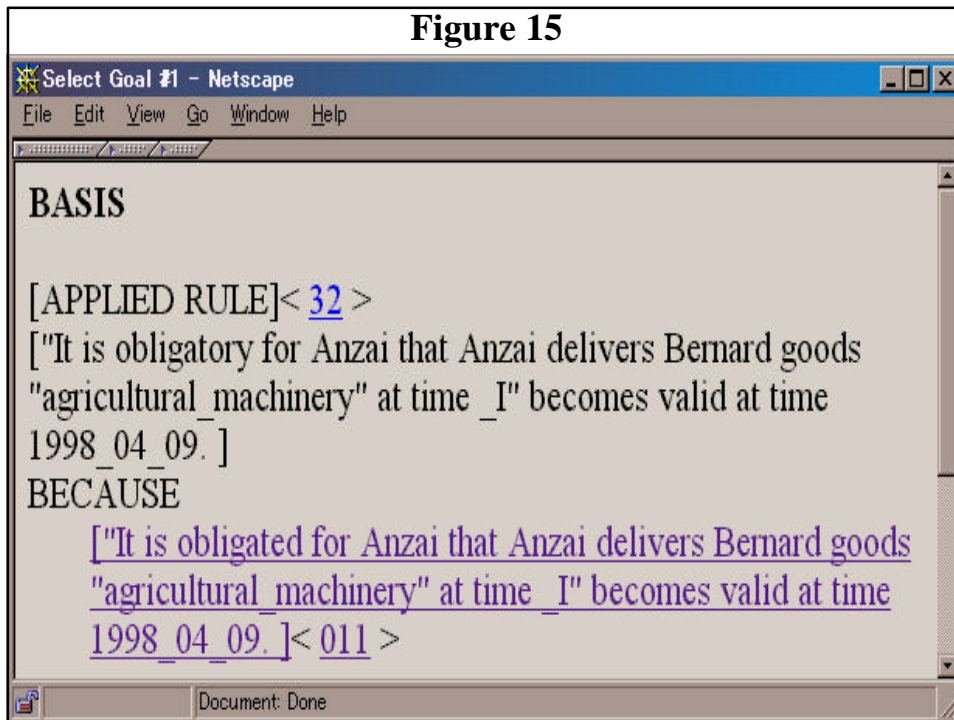 Figure 15
Select Goal #1 - Netscape
File Edit View Go Window Help
BASIS
[APPLIED RULE]< 32 >
["It is obligatory for Anzai that Anzai delivers Bernard goods
"agricultural_machinery" at time _I" becomes valid at time
1998_04_09. ]
BECAUSE
["It is obligated for Anzai that Anzai delivers Bernard goods
"agricultural_machinery" at time _I" becomes valid at time
1998_04_09. ]< 011 >
Document: Done